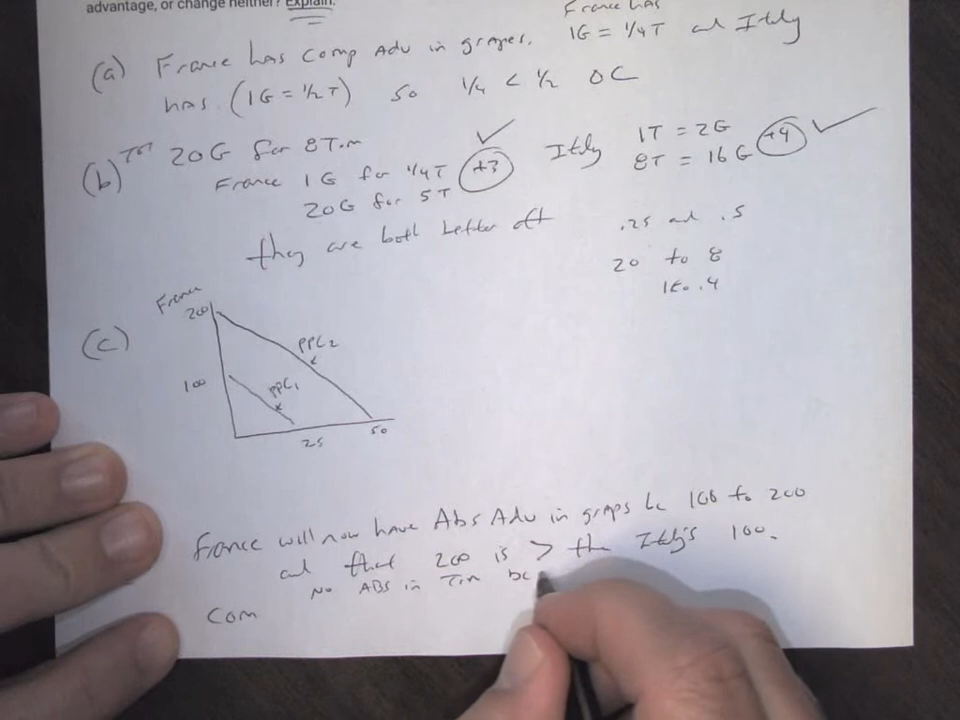 advantage, or change neither? Explain.
France has
(a) France has comp Adv in grapes. 1G = 1/4T and Italy
has (1G = 1/2 T) so 1/4 < 1/2 OC
(b) ToT 20G for 8T.m
France 1G for 1/4T +3
20G for 5T
Italy 1T = 2G +4
8T = 16G
they are both better off
.25 and .5
20 to 8
1 to .4
(c) France
200
100
PPC2
PPC1
25
50
France will now have Abs Adv in graps bc 100 to 200
and that 200 is > the Italy's 100.
No ABS in Tin bc
Com